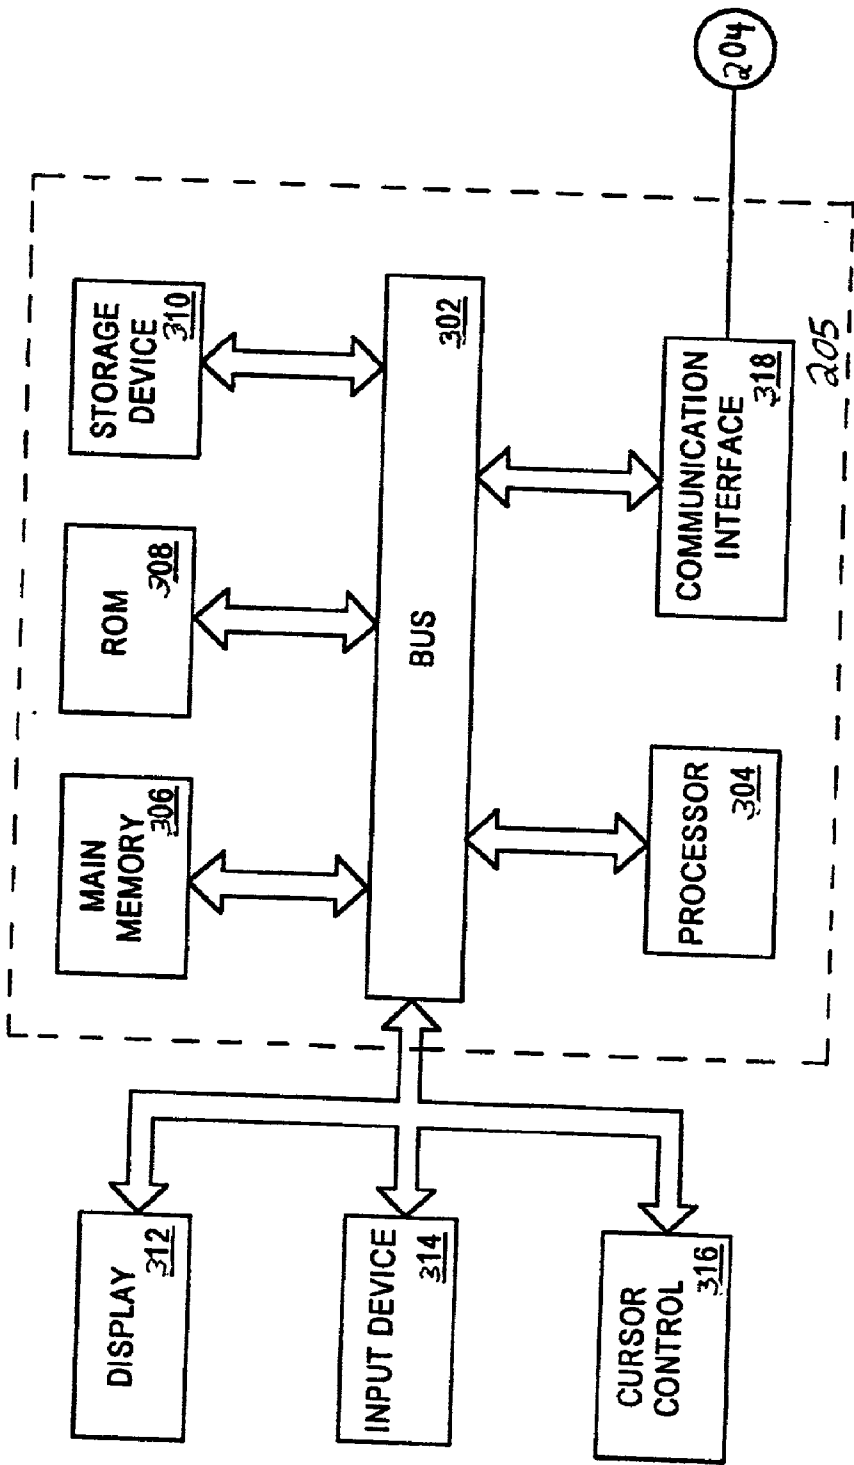 DISPLAY
312
INPUT DEVICE
314
CURSOR
CONTROL
316
MAIN
MEMORY
306
ROM
308
STORAGE
DEVICE
310
BUS
302
PROCESSOR
304
COMMUNICATION
INTERFACE
318
205
204